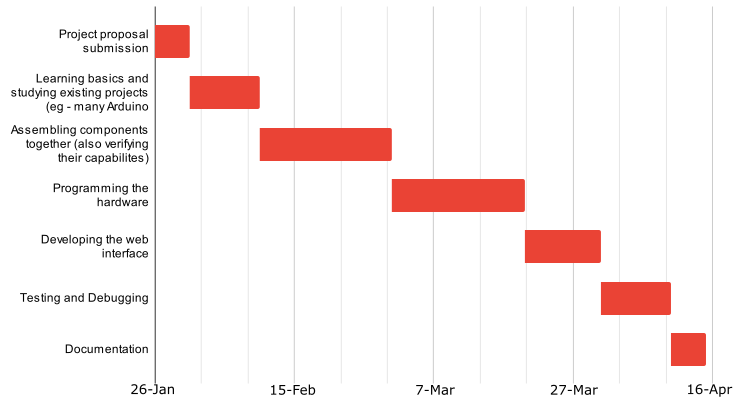 Project proposal
submission
Learning basics and
studying existing projects
(eg - many Arduino
Assembling components
together (also verifying
their capabilites)
Programming the
hardware
Developing the web
interface
Testing and Debugging
Documentation
26-Jan
15-Feb
7-Mar
27-Mar
16-Apr